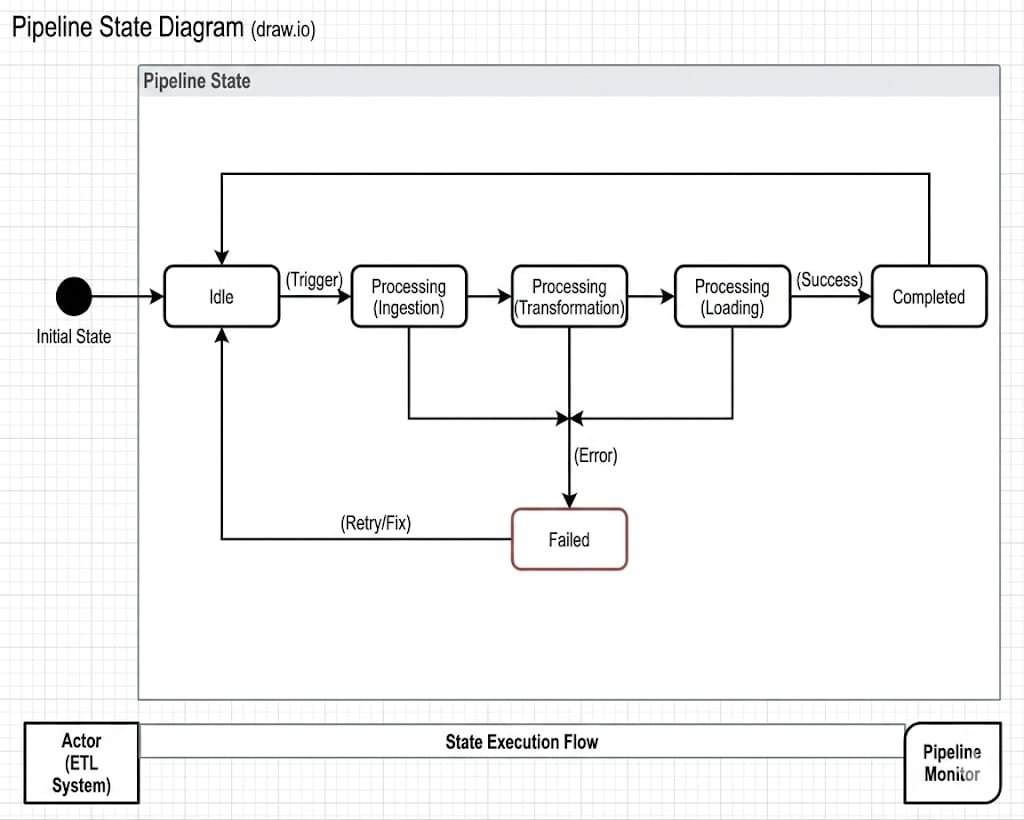 Pipeline State Diagram (draw.io)
Pipeline State
(Trigger)
(Success)
Idle
Processing
(Ingestion)
Processing
(Transformation)
Processing
(Loading)
Completed
Initial State
(Error)
(Retry/Fix)
Failed
Actor
(ETL
System)
State Execution Flow
Pipeline
Monitor